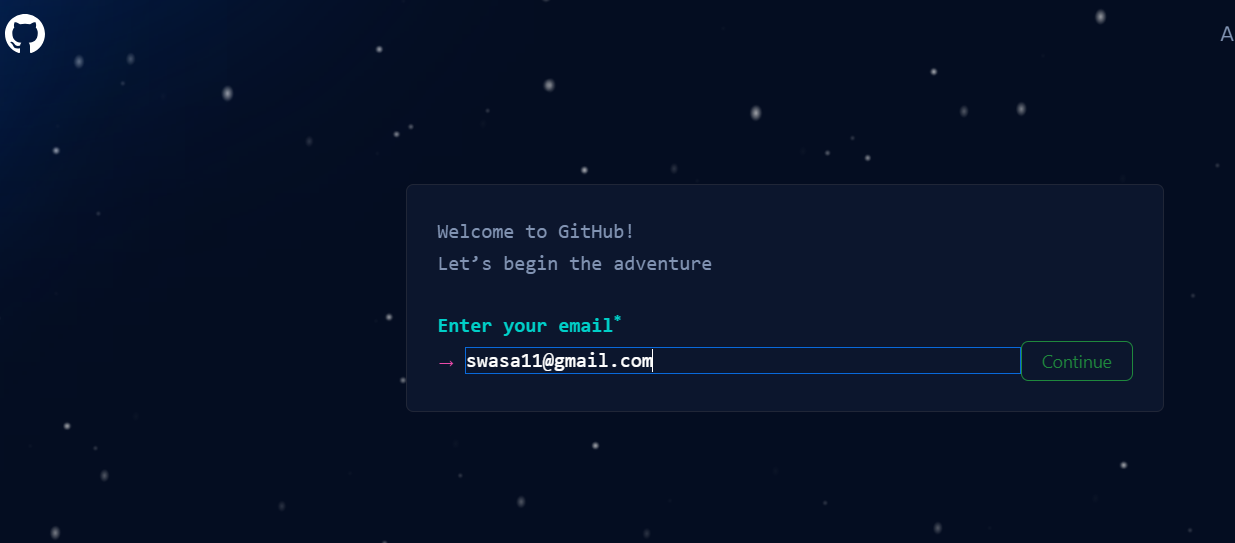 A
Welcome to GitHub!
Let’s begin the adventure
Enter your email*
→ swasa11@gmail.com Continue